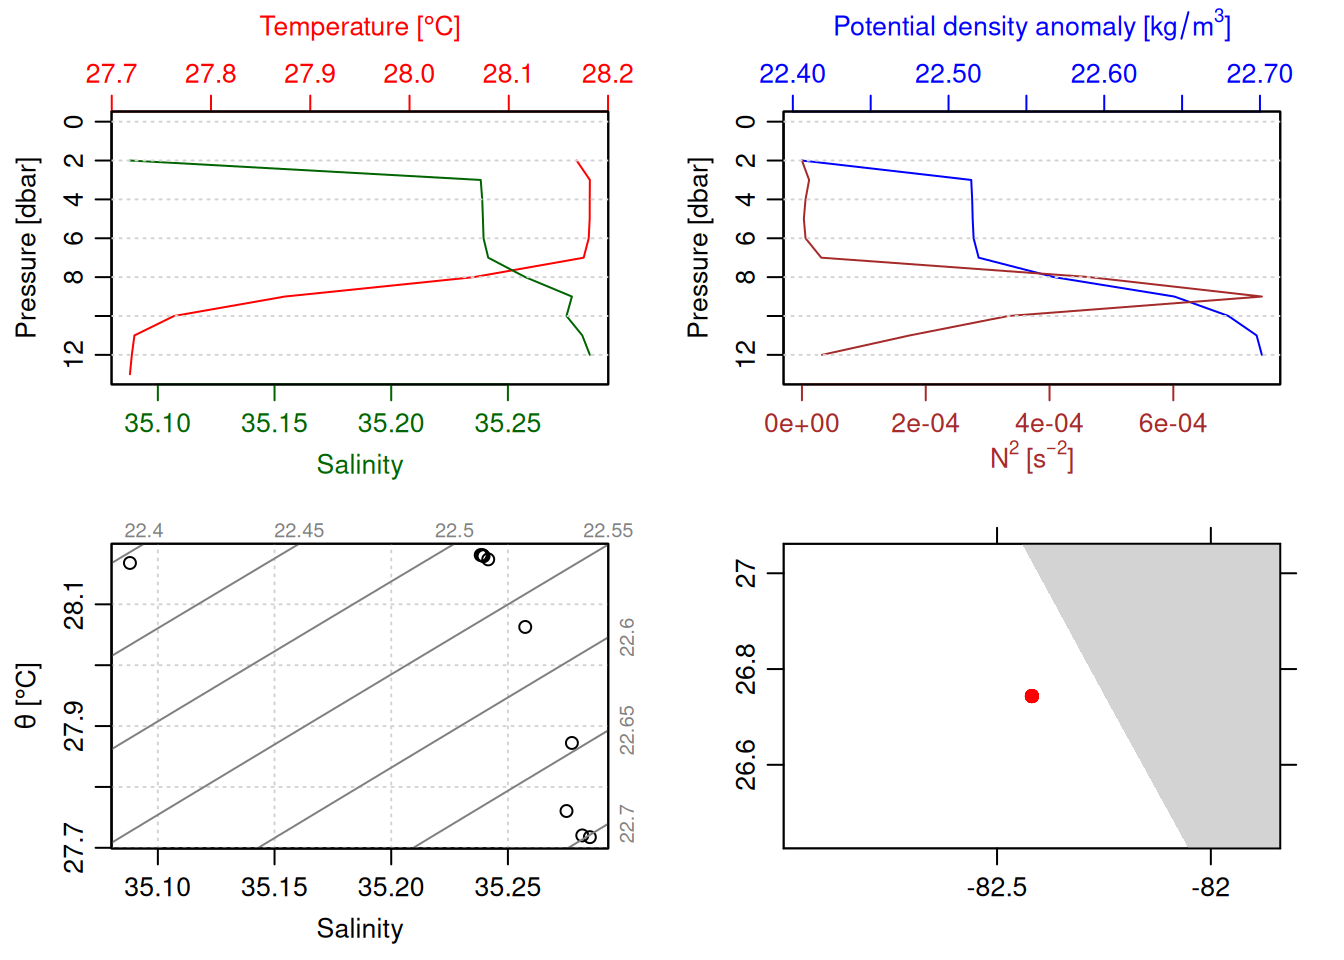 Temperature [°C]
27.7 27.8 27.9 28.0 28.1 28.2
Pressure [dbar]
0
2
4
6
8
12
35.10 35.15 35.20 35.25
Salinity
Potential density anomaly [kg/m³]
22.40 22.50 22.60 22.70
Pressure [dbar]
0
2
4
6
8
12
0e+00 2e-04 4e-04 6e-04
N² [s⁻²]
22.4 22.45 22.5 22.55
θ [°C]
28.1
27.9
27.7
22.6
22.65
22.7
35.10 35.15 35.20 35.25
Salinity
27
26.8
26.6
-82.5 -82